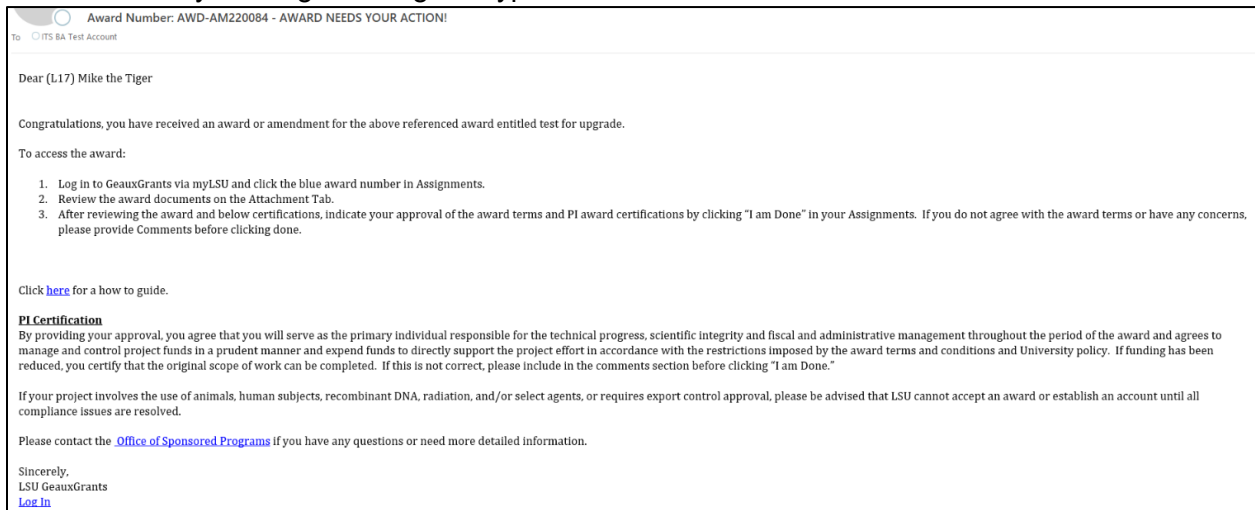 Award Number: AWD-AM220084 - AWARD NEEDS YOUR ACTION!
To ITS BA Test Account
Dear (L17) Mike the Tiger
Congratulations, you have received an award or amendment for the above referenced award entitled test for upgrade.
To access the award:
1. Log in to GeauxGrants via myLSU and click the blue award number in Assignments.
2. Review the award documents on the Attachment Tab.
3. After reviewing the award and below certifications, indicate your approval of the award terms and PI award certifications by clicking "I am Done" in your Assignments. If you do not agree with the award terms or have any concerns,
please provide Comments before clicking done.
Click here for a how to guide.
PI Certification
By providing your approval, you agree that you will serve as the primary individual responsible for the technical progress, scientific integrity and fiscal and administrative management throughout the period of the award and agrees to
manage and control project funds in a prudent manner and expend funds to directly support the project effort in accordance with the restrictions imposed by the award terms and conditions and University policy. If funding has been
reduced, you certify that the original scope of work can be completed. If this is not correct, please include in the comments section before clicking "I am Done."
If your project involves the use of animals, human subjects, recombinant DNA, radiation, and/or select agents, or requires export control approval, please be advised that LSU cannot accept an award or establish an account until all
compliance issues are resolved.
Please contact the Office of Sponsored Programs if you have any questions or need more detailed information.
Sincerely,
LSU GeauxGrants
Log In